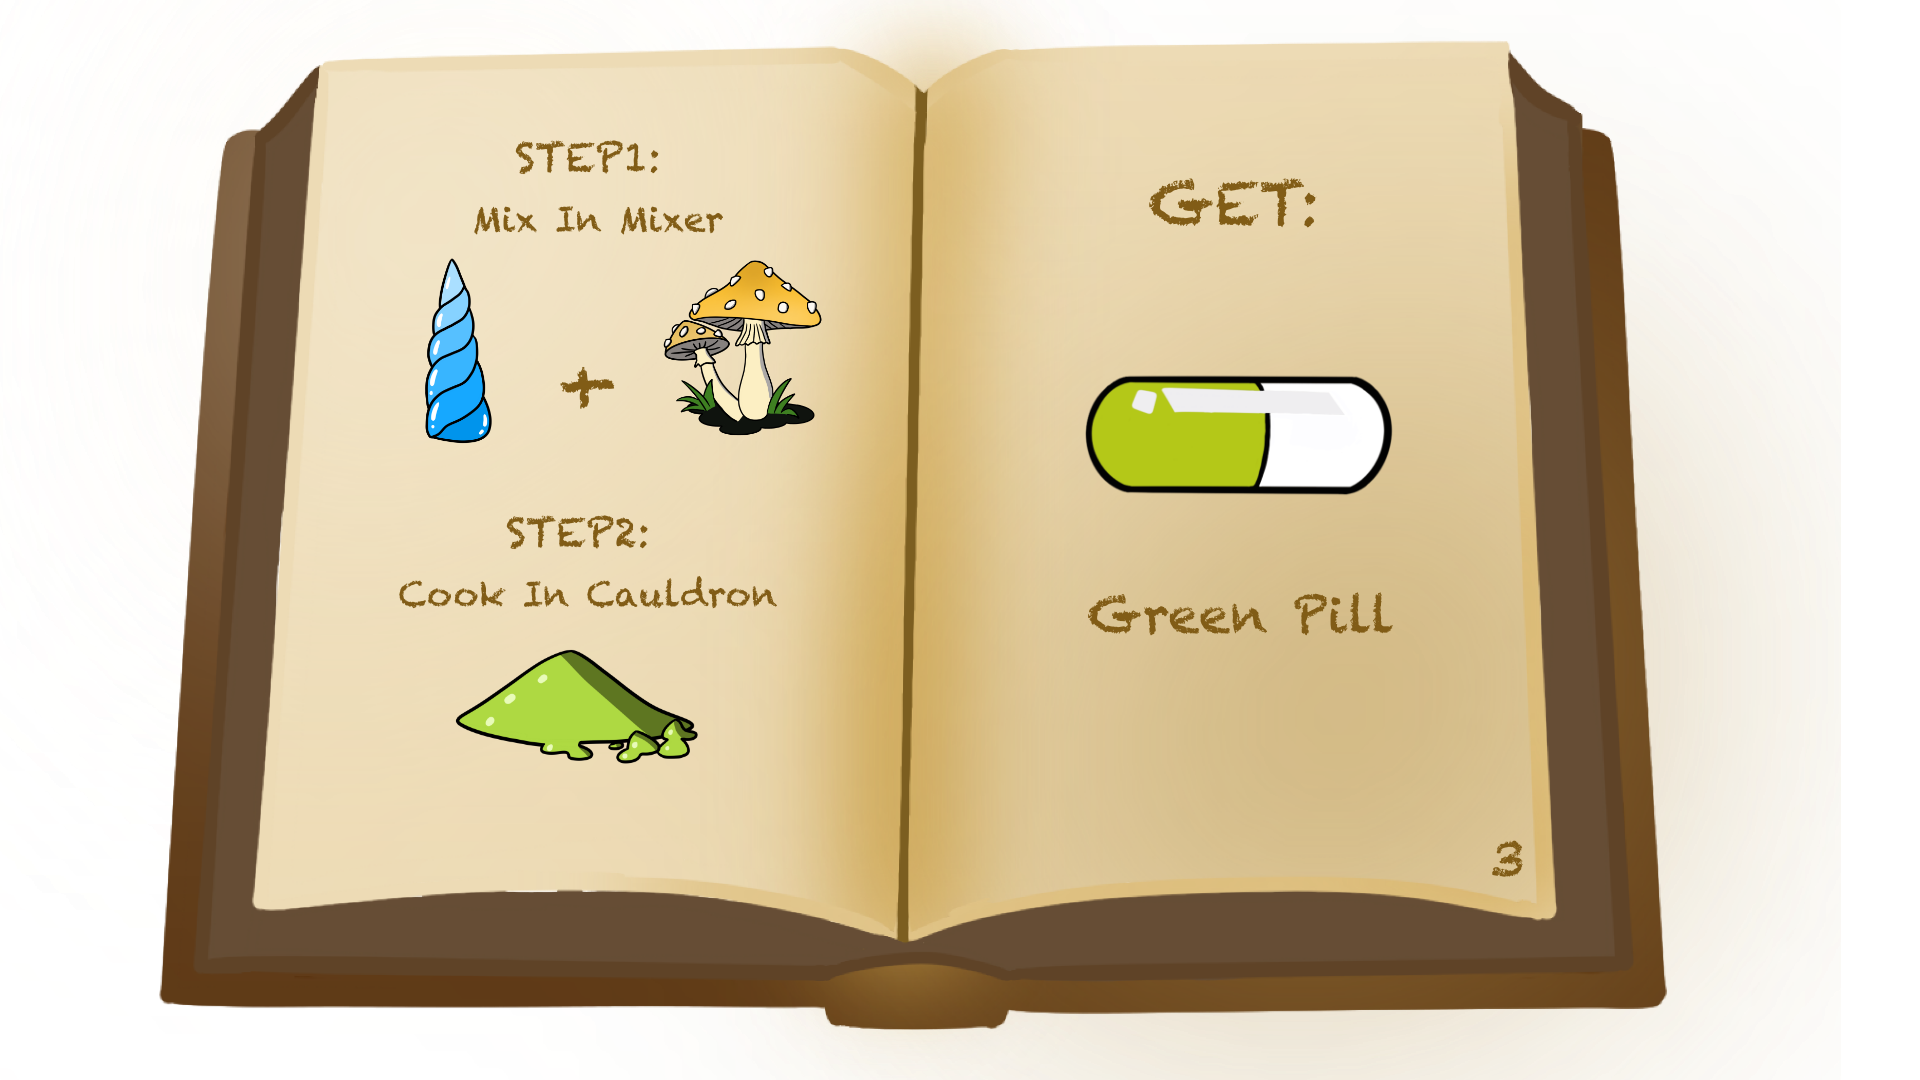 STEP1:
Mix In Mixer
+
STEP2:
Cook In Cauldron
GET:
Green Pill
3